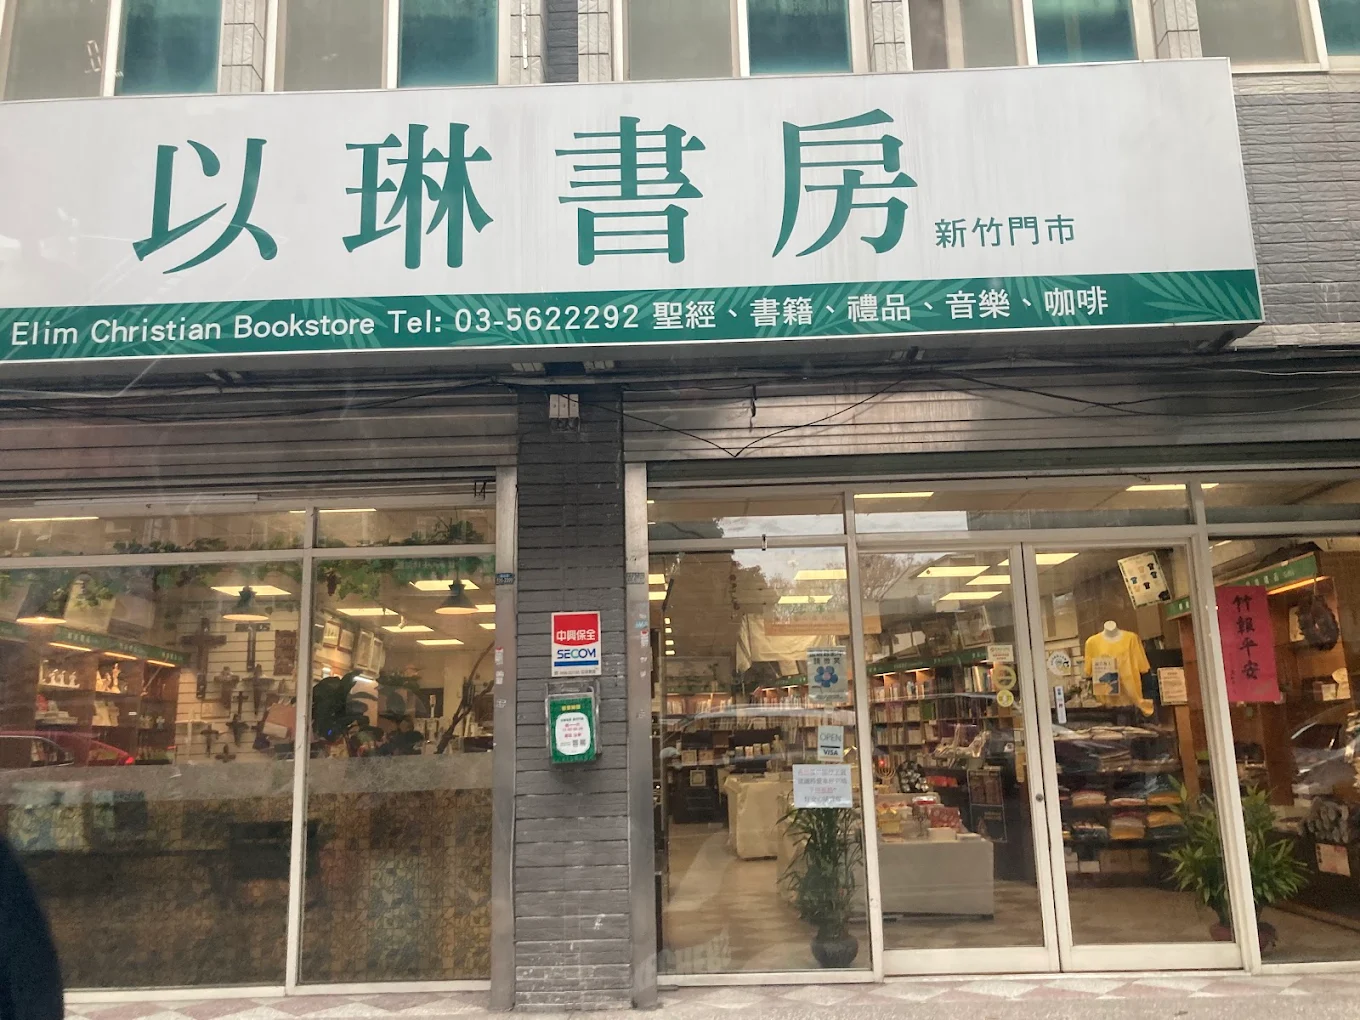 以琳書房 新竹門市
Elim Christian Bookstore Tel: 03-5622292 聖經、書籍、禮品、音樂、咖啡
中興保全
SECOM
OPEN
VISA
竹報平安